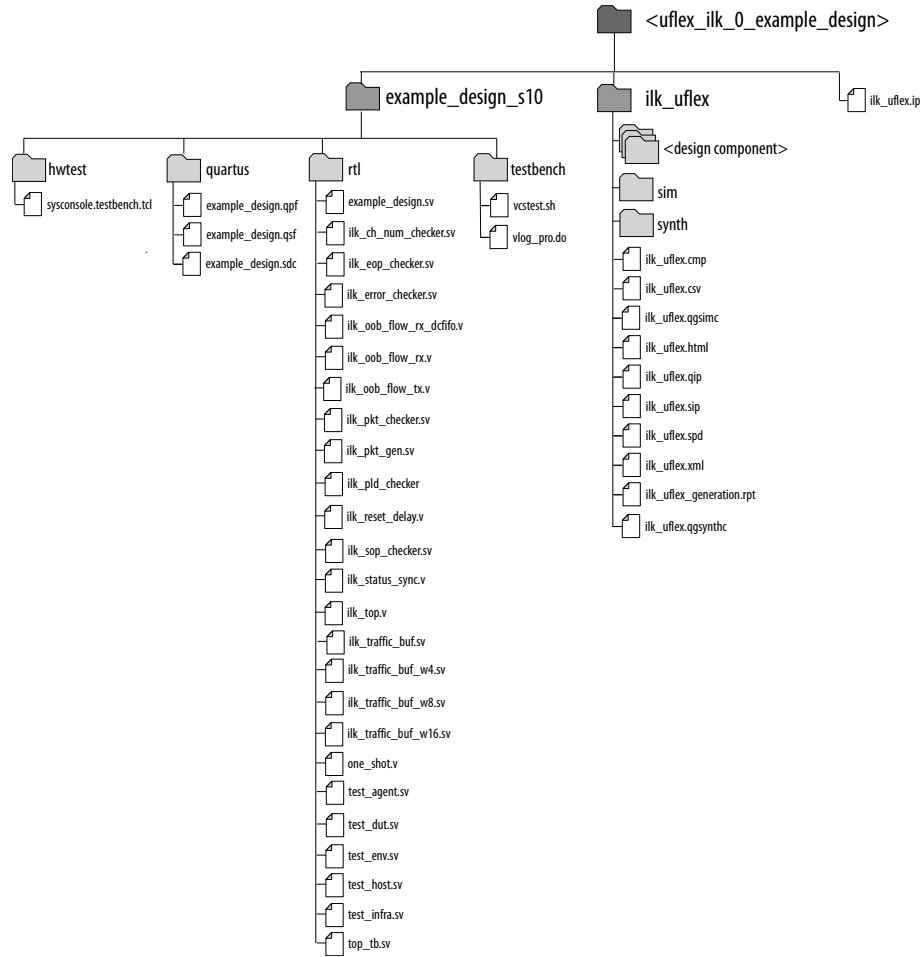 <uflex_ilk_0_example_design>
example_design_s10
ilk_uflex
ilk_uflex.ip
hwtest
sysconsole.testbench.tcl
quartus
example_design.qpf
example_design.qsf
example_design.sdc
rtl
example_design.sv
ilk_ch_num_checker.sv
ilk_eop_checker.sv
ilk_error_checker.sv
ilk_oob_flow_rx_dcfifo.v
ilk_oob_flow_rx.v
ilk_oob_flow_tx.v
ilk_pkt_checker.sv
ilk_pkt_gen.sv
ilk_pld_checker
ilk_reset_delay.v
ilk_sop_checker.sv
ilk_status_sync.v
ilk_top.v
ilk_traffic_buf.sv
ilk_traffic_buf_w4.sv
ilk_traffic_buf_w8.sv
ilk_traffic_buf_w16.sv
one_shot.v
test_agent.sv
test_dut.sv
test_env.sv
test_host.sv
test_infra.sv
top_tb.sv
testbench
vcstest.sh
vlog_pro.do
<design component>
sim
synth
ilk_uflex.cmp
ilk_uflex.csv
ilk_uflex.qgsimc
ilk_uflex.html
ilk_uflex.qip
ilk_uflex.sip
ilk_uflex.spd
ilk_uflex.xml
ilk_uflex_generation.rpt
ilk_uflex.qgsynthc